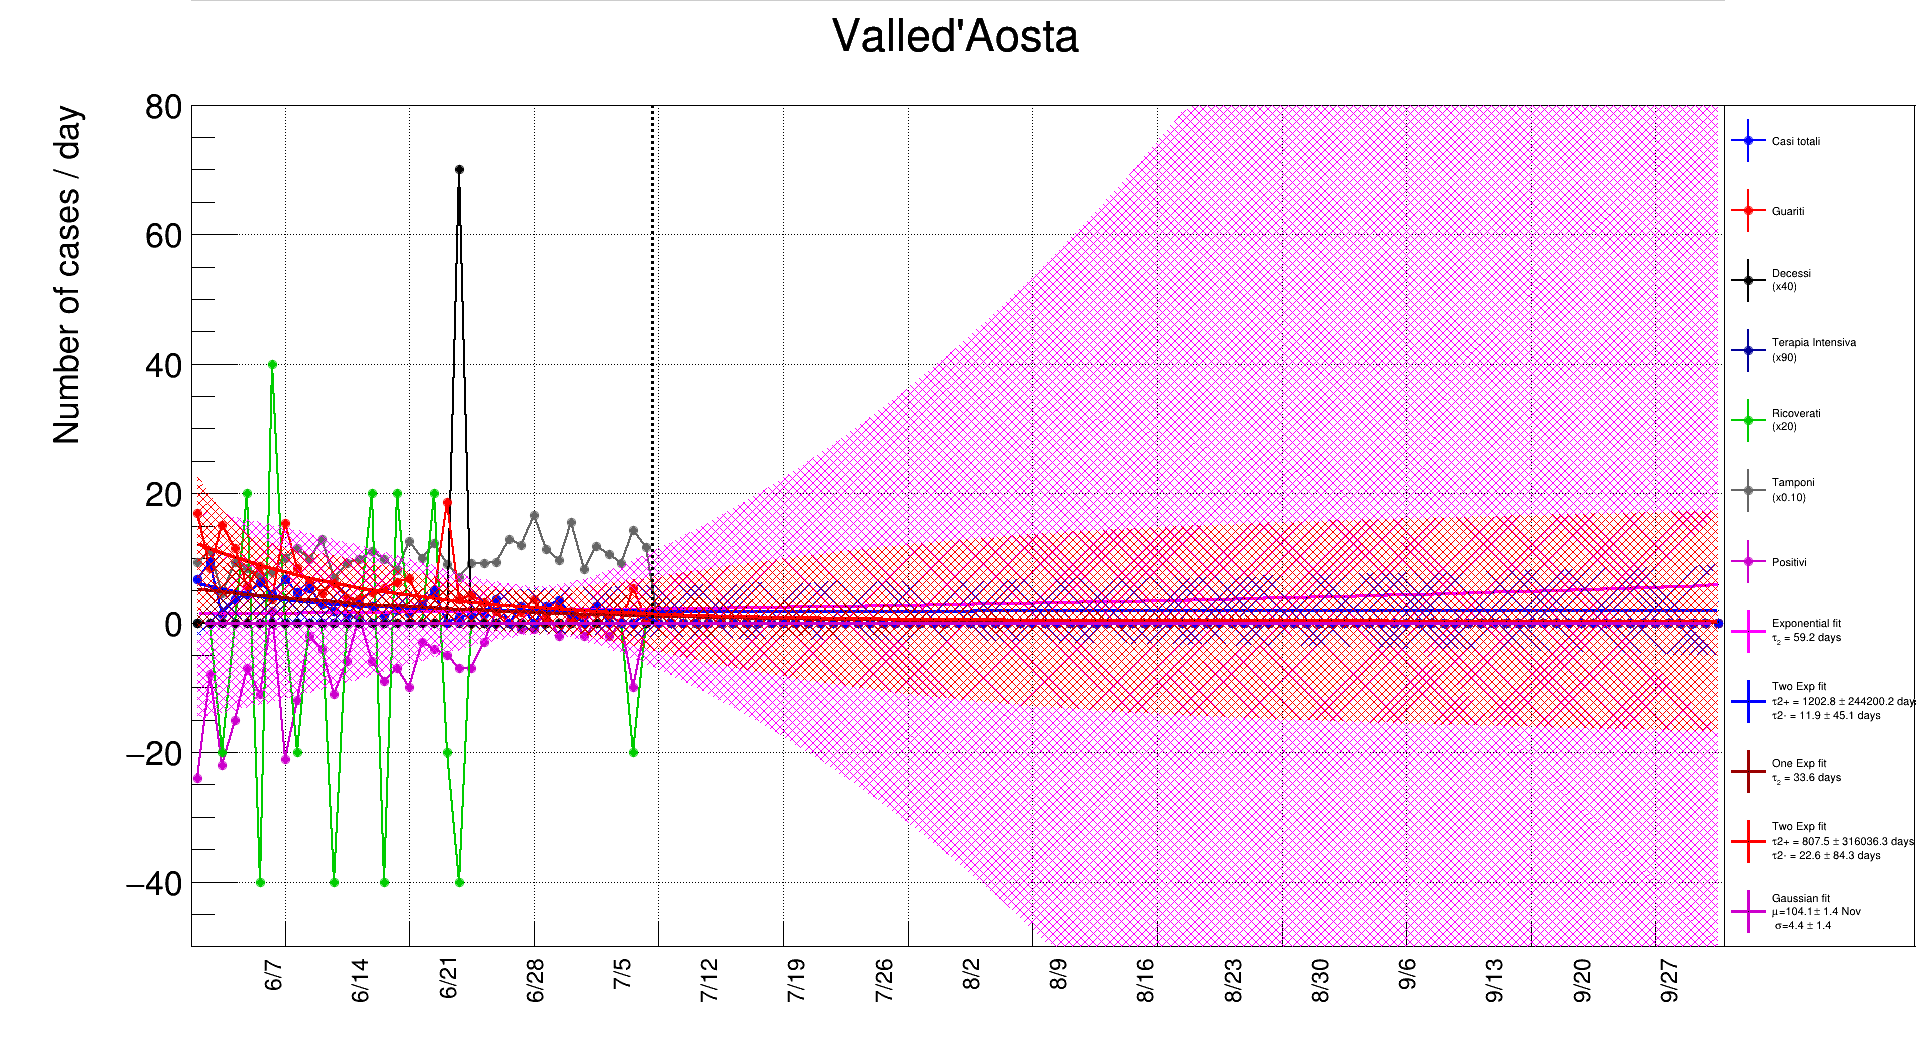 Valled'Aosta
Number of cases / day
80
60
40
20
0
−20
−40
6/7
6/14
6/21
6/28
7/5
7/12
7/19
7/26
8/2
8/9
8/16
8/23
8/30
9/6
9/13
9/20
9/27
Casi totali
Guariti
Decessi
(x40)
Terapia Intensiva
(x90)
Ricoverati
(x20)
Tamponi
(x0.10)
Positivi
Exponential fit
τ₂ = 59.2 days
Two Exp fit
τ2+ = 1202.8 ± 244200.2 day
τ2- = 11.9 ± 45.1 days
One Exp fit
τ₂ = 33.6 days
Two Exp fit
τ2+ = 807.5 ± 316036.3 days
τ2- = 22.6 ± 84.3 days
Gaussian fit
μ=104.1± 1.4 Nov
σ=4.4 ± 1.4